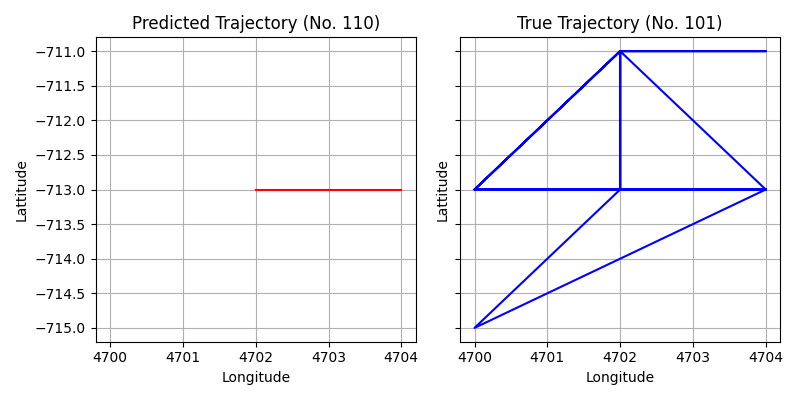 Predicted Trajectory (No. 110)
True Trajectory (No. 101)
Lattitude
−711.0
−711.5
−712.0
−712.5
−713.0
−713.5
−714.0
−714.5
−715.0
4700 4701 4702 4703 4704
Longitude
Lattitude
4700 4701 4702 4703 4704
Longitude